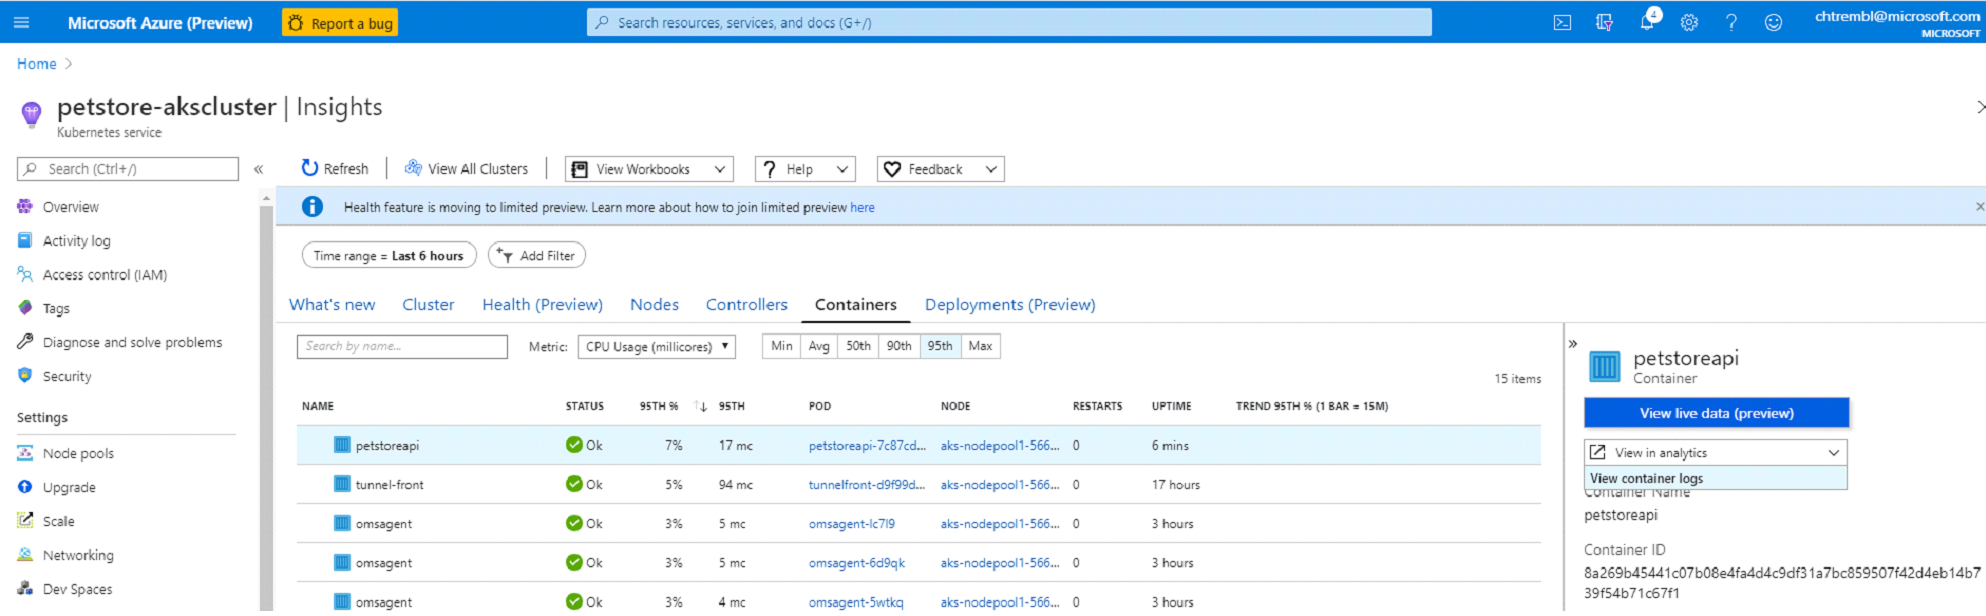 Microsoft Azure (Preview)
Report a bug
Search resources, services, and docs (G+/)
4
chtrembl@microsoft.com
MICROSOFT
Home
petstore-akscluster | Insights
Kubernetes service
Search (Ctrl+/)
«
Refresh
View All Clusters
View Workbooks
Help
Feedback
Overview
Activity log
Access control (IAM)
Tags
Diagnose and solve problems
Security
Settings
Node pools
Upgrade
Scale
Networking
Dev Spaces
Health feature is moving to limited preview. Learn more about how to join limited preview here
Time range = Last 6 hours
Add Filter
What's new Cluster Health (Preview) Nodes Controllers Containers Deployments (Preview)
Search by name...
Metric: CPU Usage (millicores)
Min Avg 50th 90th 95th Max
15 items
NAME STATUS 95TH % 95TH POD NODE RESTARTS UPTIME TREND 95TH % (1 BAR = 15M)
petstoreapi Ok 7% 17 mc petstoreapi-7c87cd... aks-nodepool1-566... 0 6 mins
tunnel-front Ok 5% 94 mc tunnelfront-d9f99d... aks-nodepool1-566... 0 17 hours
omsagent Ok 3% 5 mc omsagent-lc7l9 aks-nodepool1-566... 0 3 hours
omsagent Ok 3% 5 mc omsagent-6d9qk aks-nodepool1-566... 0 3 hours
omsagent Ok 3% 4 mc omsagent-5wtkq aks-nodepool1-566... 0 3 hours
»
petstoreapi
Container
View live data (preview)
View in analytics
View container logs
Container Name
petstoreapi
Container ID
8a269b45441c07b08e4fa4d4c9df31a7bc859507f42d4eb14b7
39f54b71c67f1